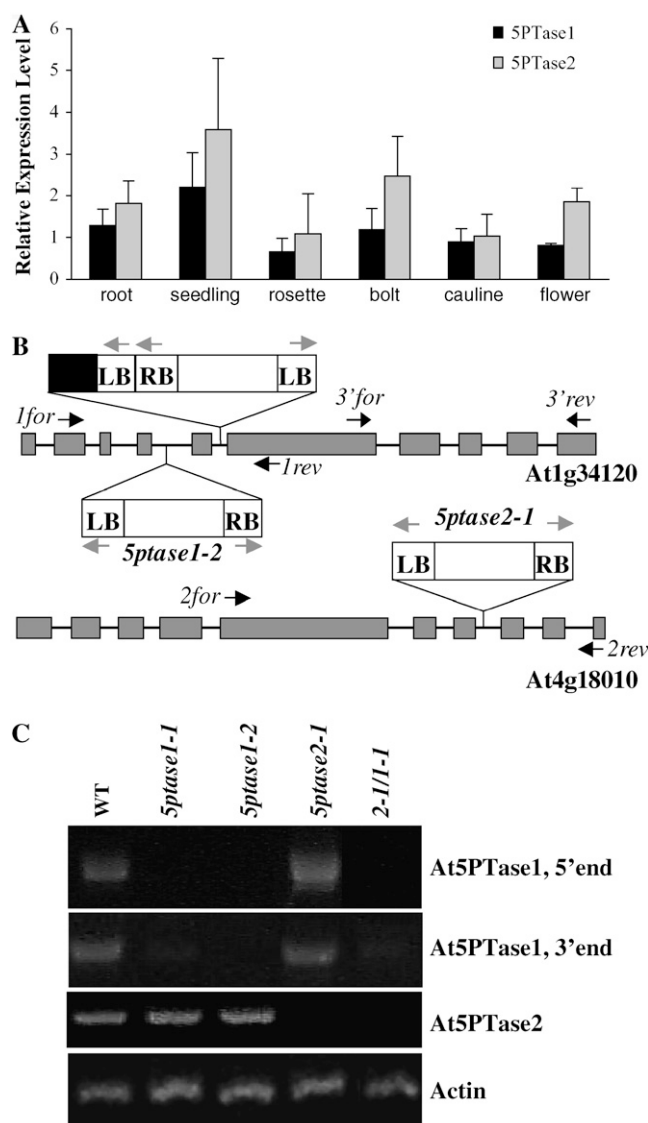 A
Relative Expression Level
6
5
4
3
2
1
0
5PTase1
5PTase2
root seedling rosette bolt cauline flower
B
LB RB LB
1for 3'for 3'rev
1rev
At1g34120
LB RB
5ptase1-2
5ptase2-1
LB RB
2for
2rev
At4g18010
C
WT 5ptase1-1 5ptase1-2 5ptase2-1 2-1/1-1
At5PTase1, 5'end
At5PTase1, 3'end
At5PTase2
Actin